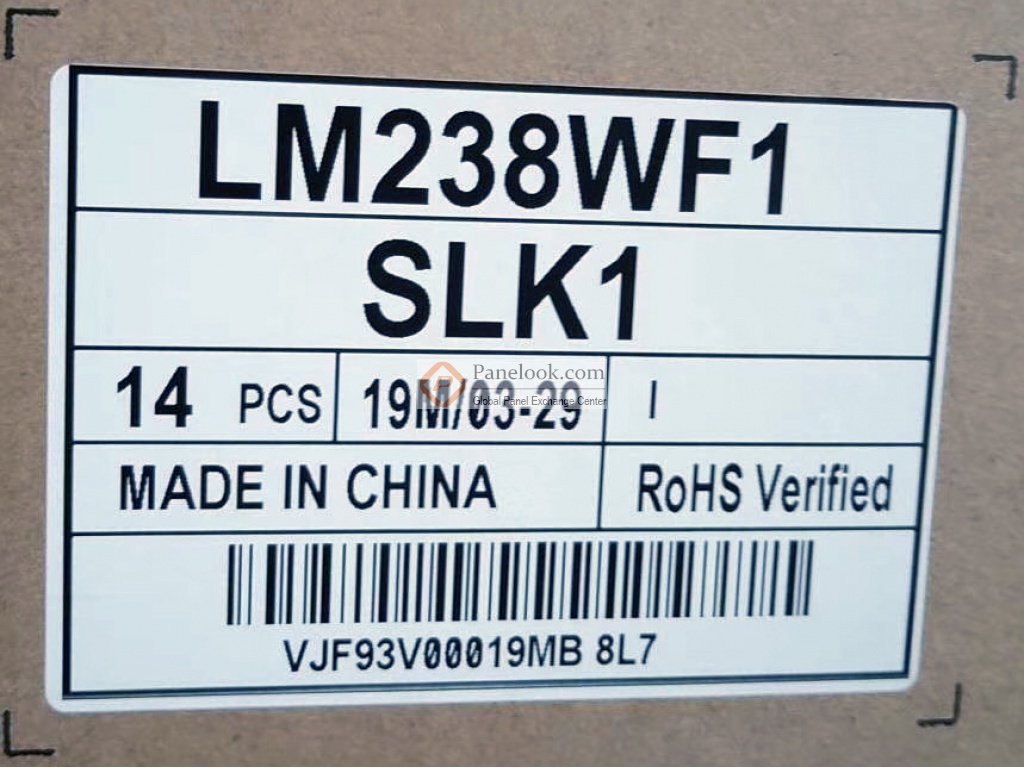 LM238WF1
SLK1
14 PCS 19M/03-29 I
Panelook.com
Global Panel Exchange Center
MADE IN CHINA RoHS Verified
VJF93V00019MB 8L7